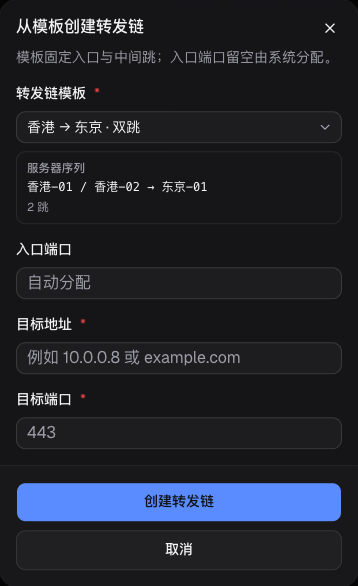 从模板创建转发链
模板固定入口与中间跳；入口端口留空由系统分配。
转发链模板 *
香港 → 东京 · 双跳
服务器序列
香港-01 / 香港-02 → 东京-01
2 跳
入口端口
自动分配
目标地址 *
例如 10.0.0.8 或 example.com
目标端口 *
443
创建转发链
取消